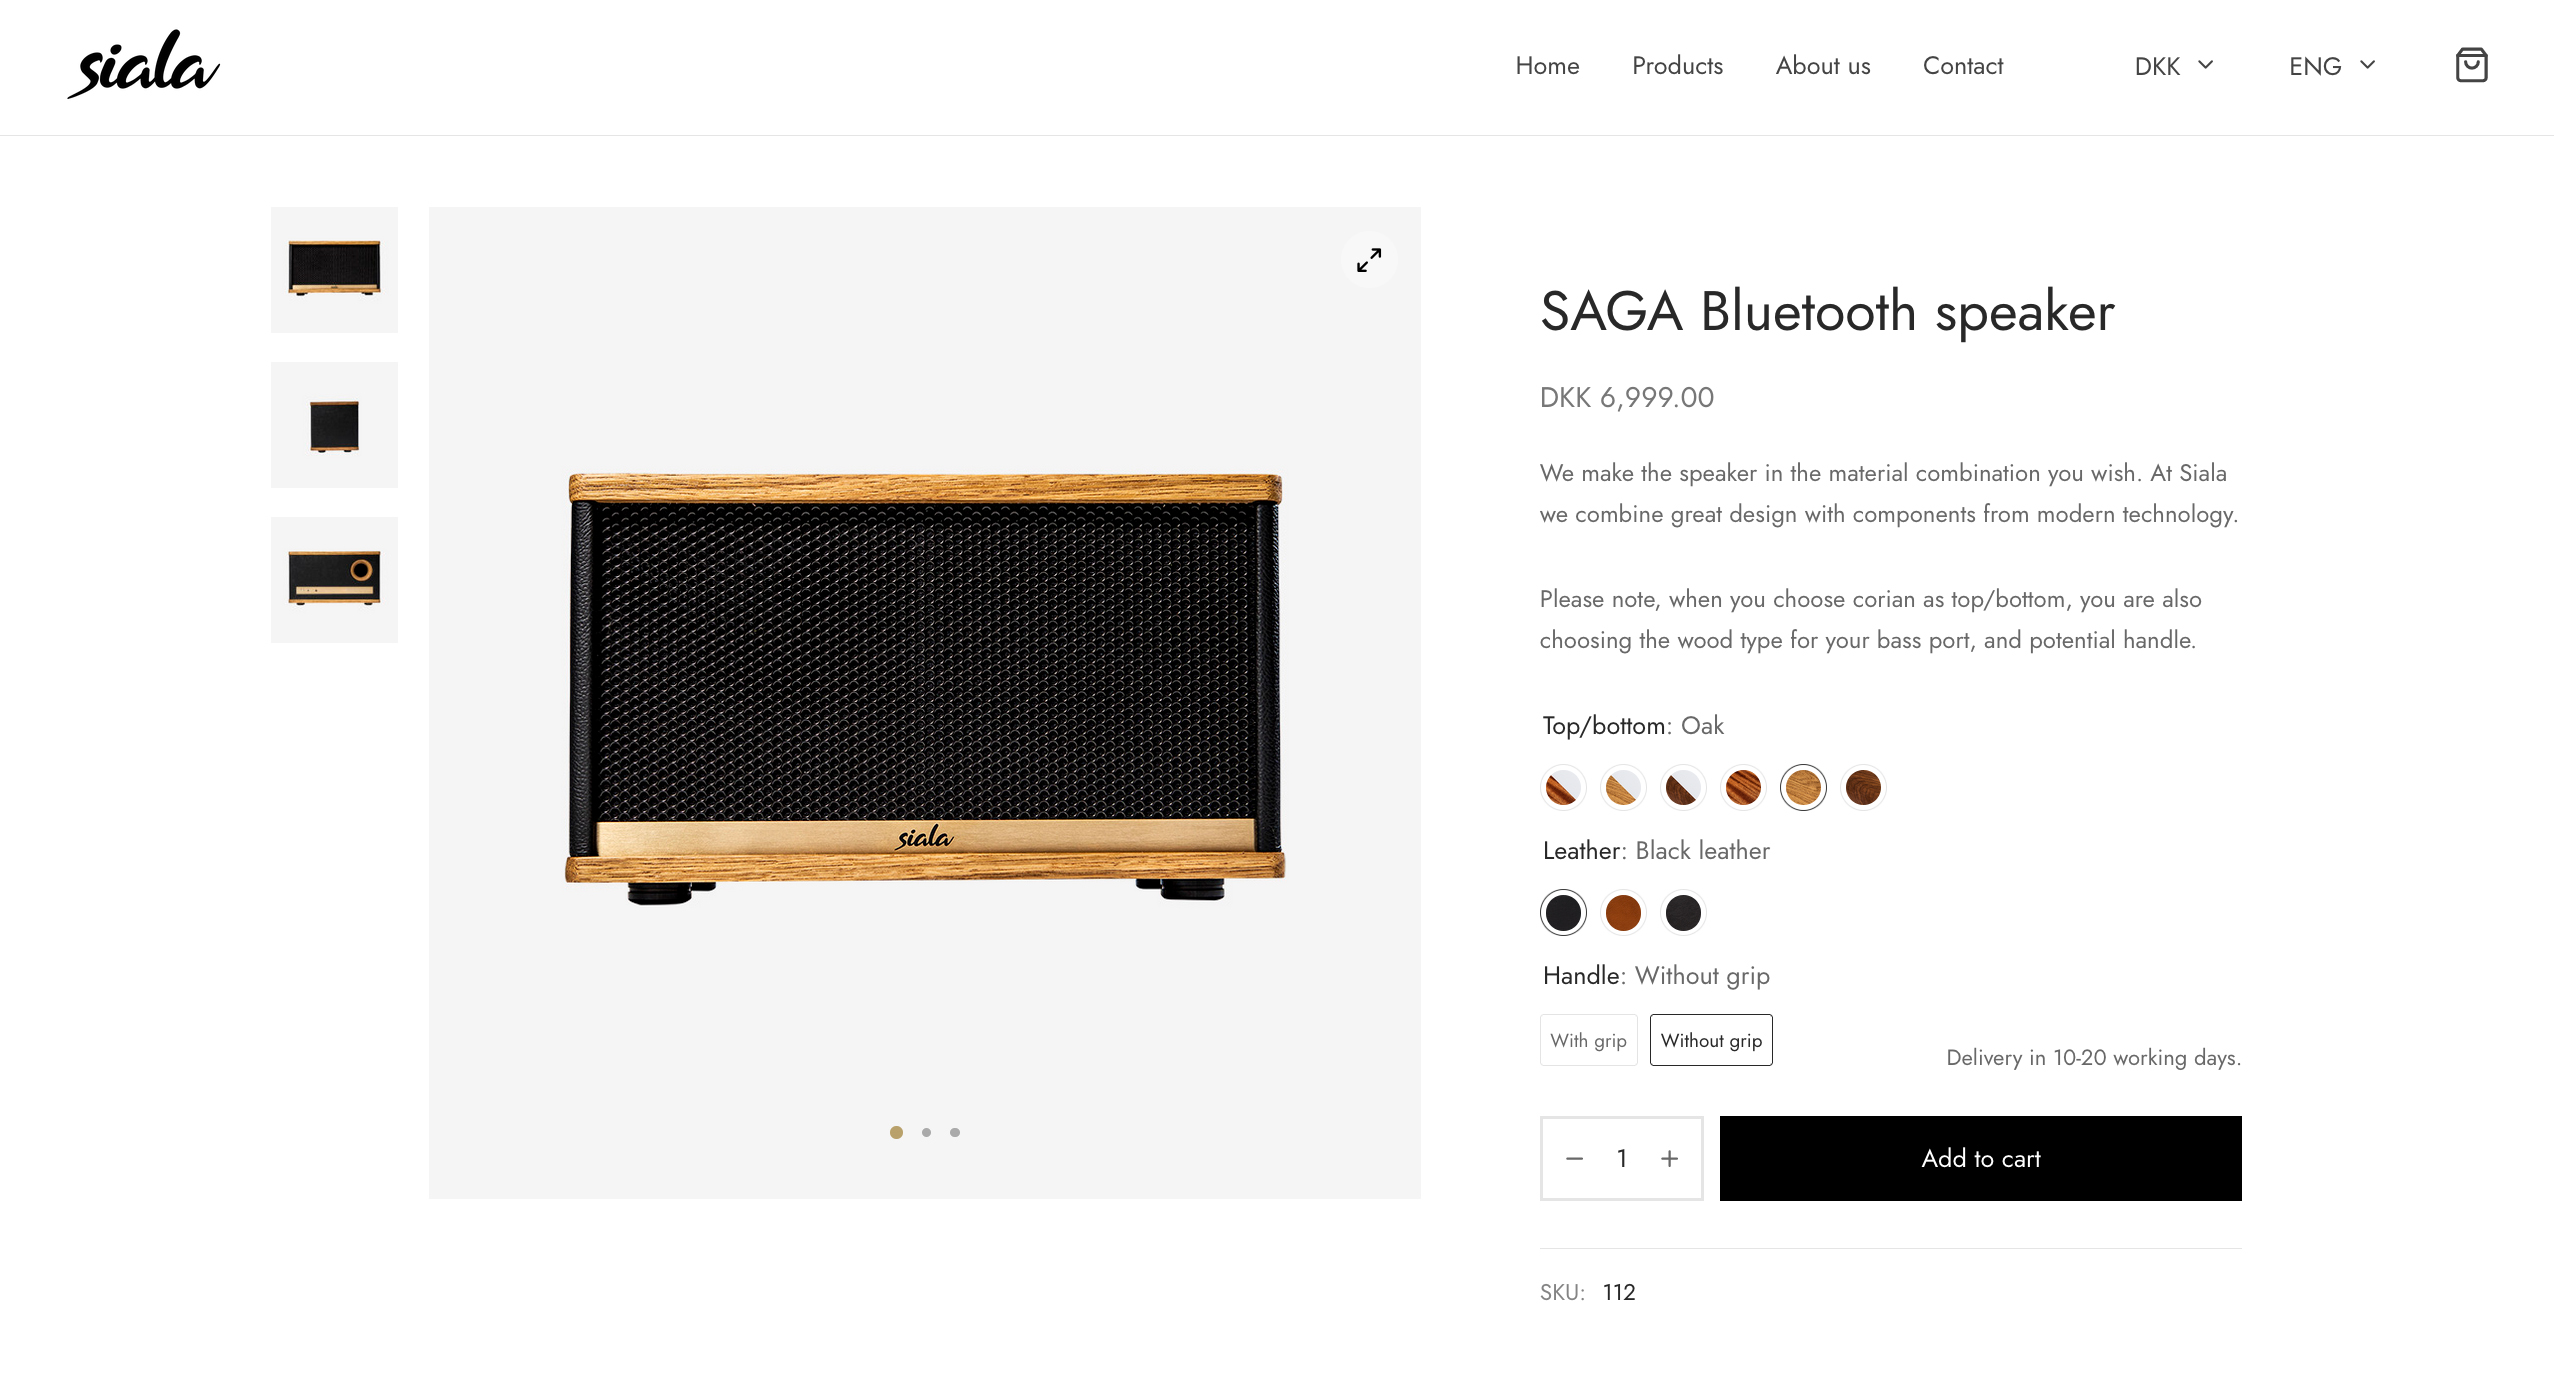 siala
Home
Products
About us
Contact
DKK
ENG
SAGA Bluetooth speaker
DKK 6,999.00
We make the speaker in the material combination you wish. At Siala
we combine great design with components from modern technology.
Please note, when you choose corian as top/bottom, you are also
choosing the wood type for your bass port, and potential handle.
Top/bottom: Oak
Leather: Black leather
Handle: Without grip
With grip
Without grip
Delivery in 10-20 working days.
1
Add to cart
SKU: 112
siala